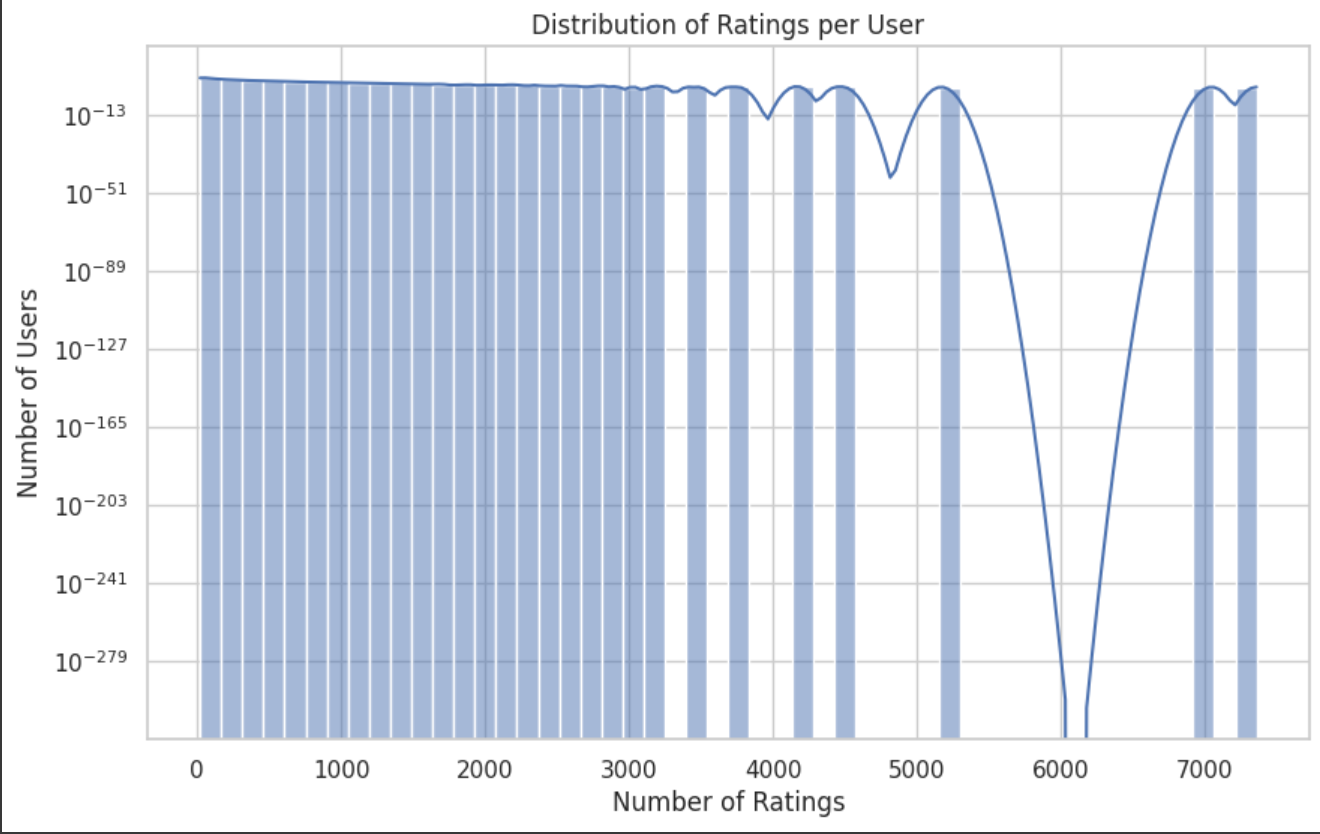 Distribution of Ratings per User
Number of Users
10⁻¹³
10⁻⁵¹
10⁻⁸⁹
10⁻¹²⁷
10⁻¹⁶⁵
10⁻²⁰³
10⁻²⁴¹
10⁻²⁷⁹
0 1000 2000 3000 4000 5000 6000 7000
Number of Ratings